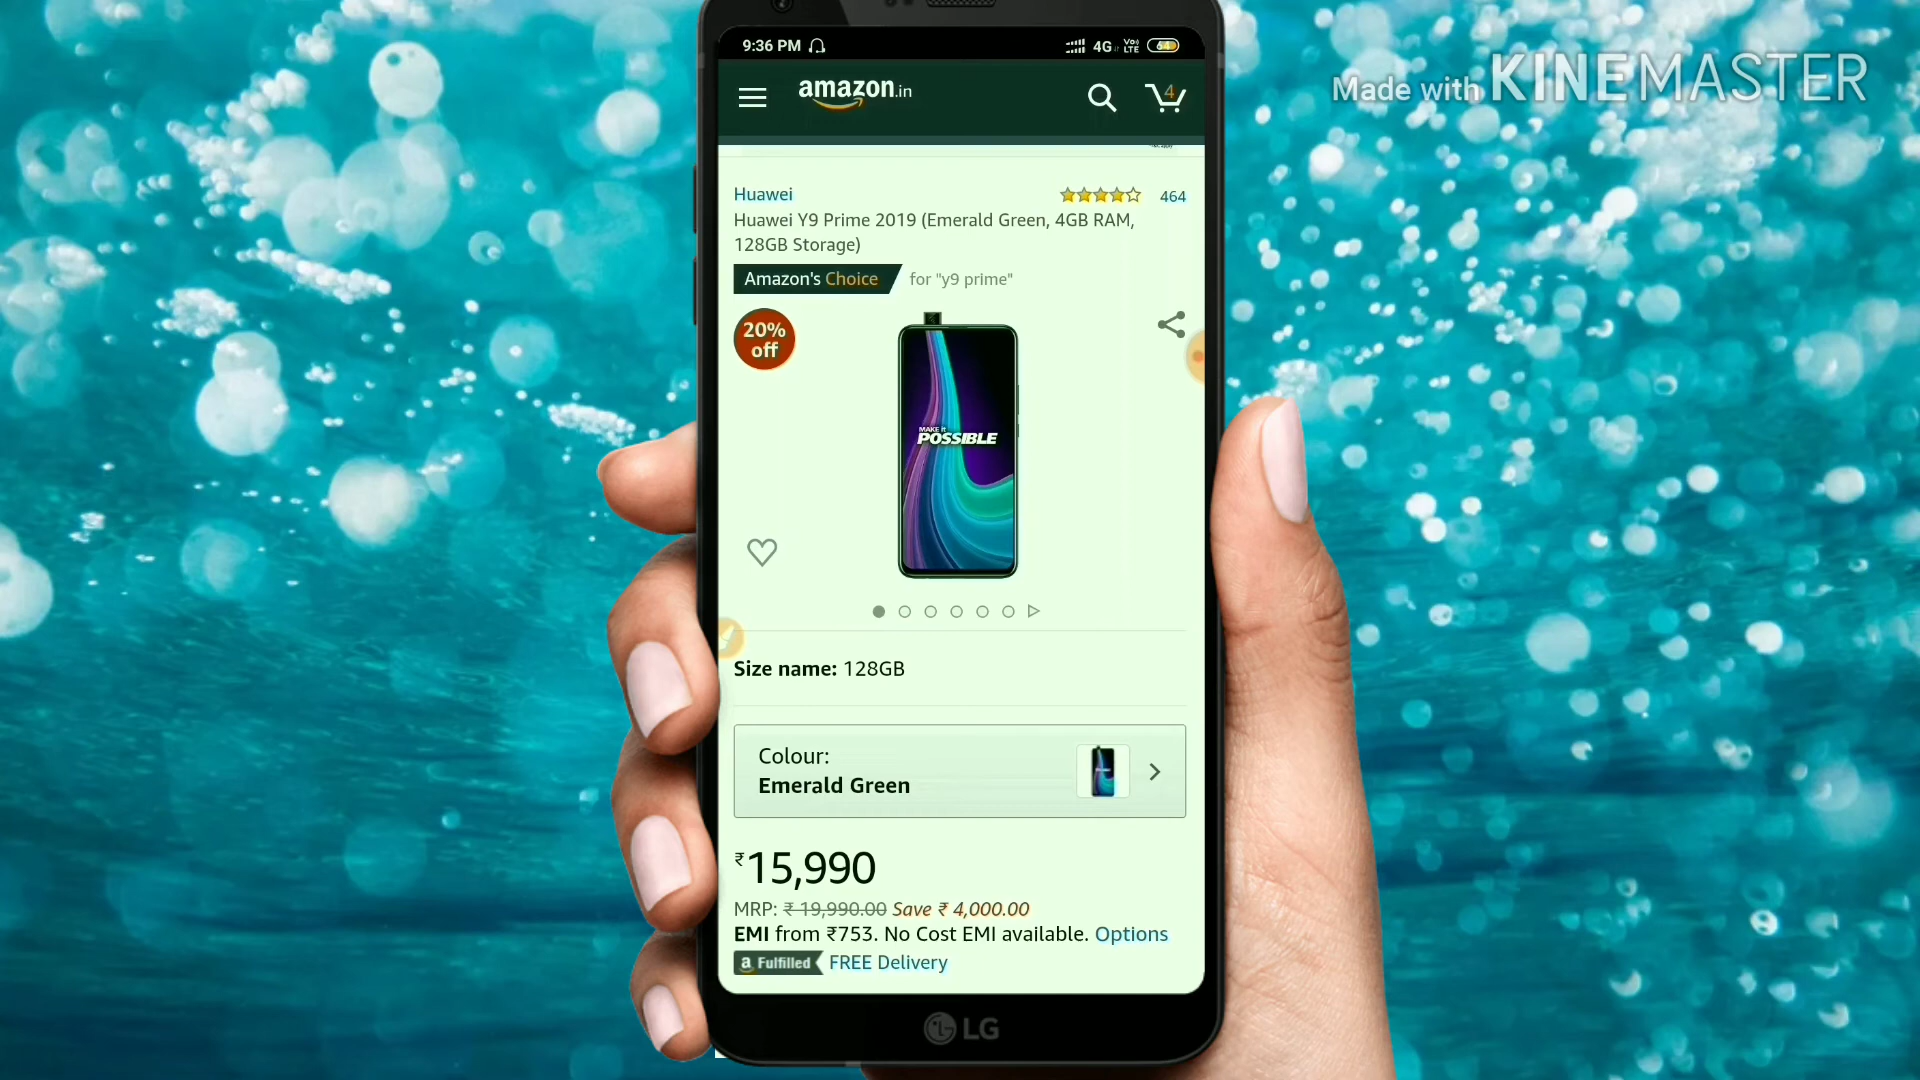 9:36 PM
4G VoLTE 64
Made with KINEMASTER
amazon.in
4
Huawei
464
Huawei Y9 Prime 2019 (Emerald Green, 4GB RAM,
128GB Storage)
Amazon's Choice for "y9 prime"
20%
off
MAKE it
POSSIBLE
Size name: 128GB
Colour:
Emerald Green
₹15,990
MRP: ₹ 19,990.00 Save ₹ 4,000.00
EMI from ₹753. No Cost EMI available. Options
a Fulfilled FREE Delivery
LG